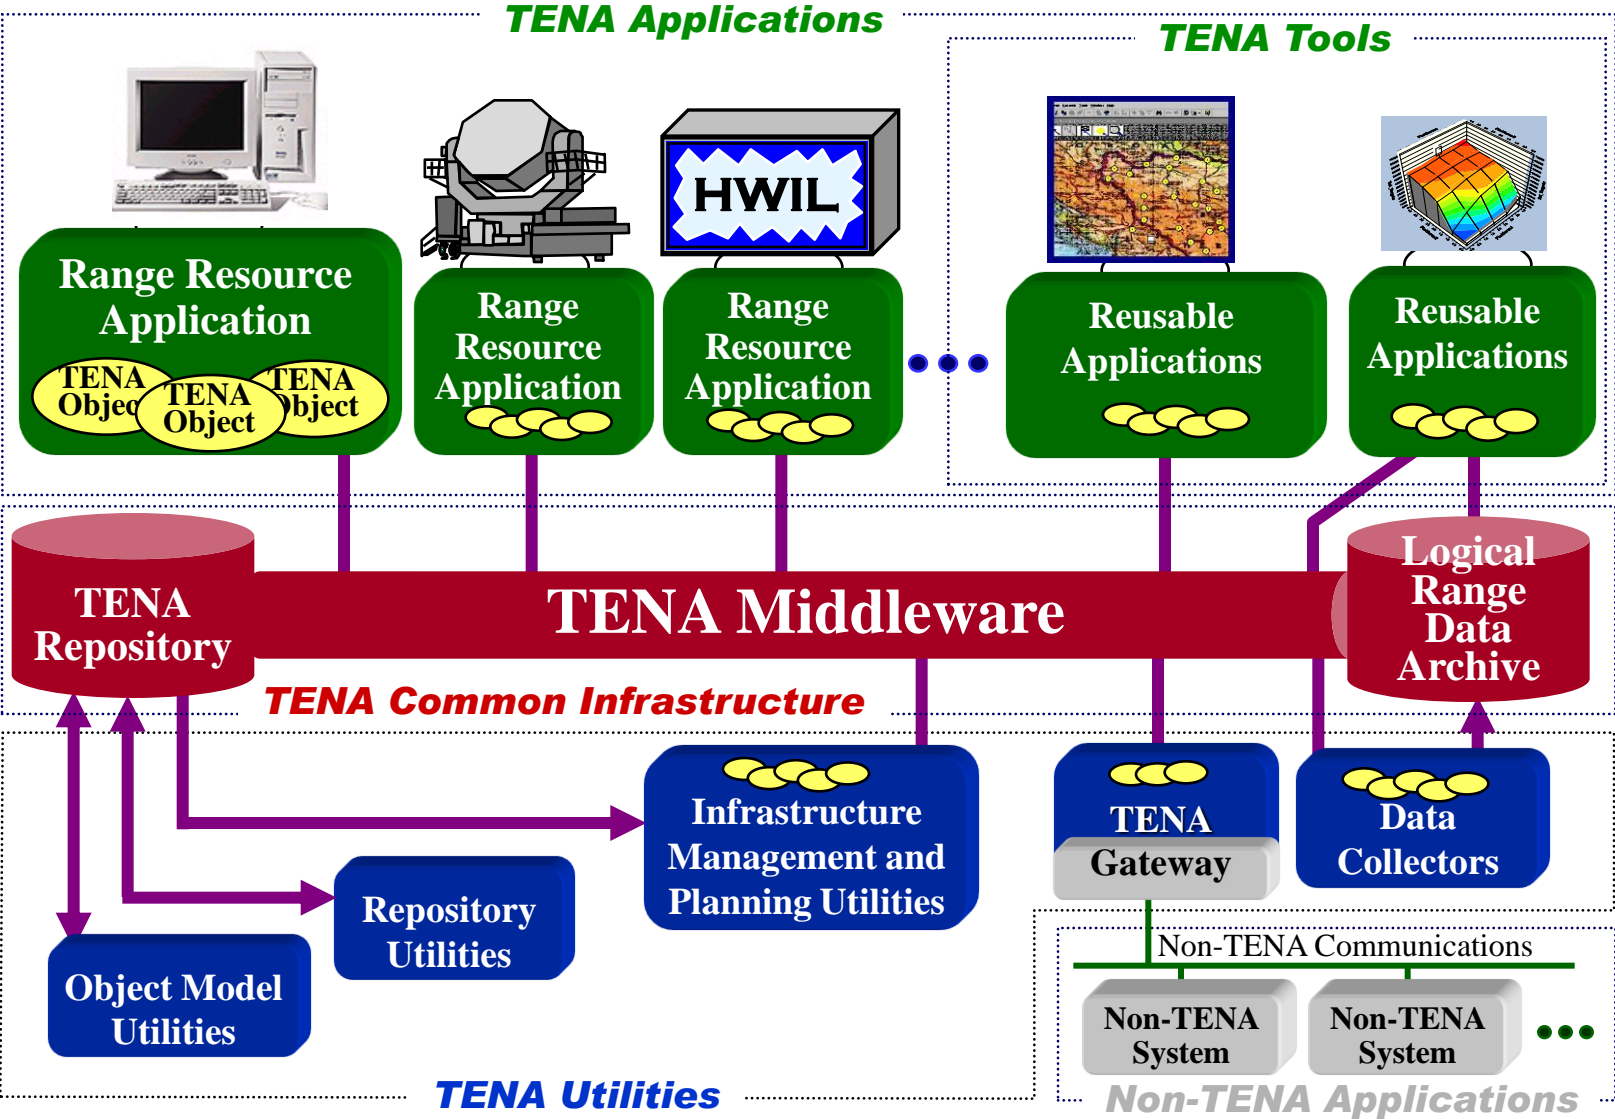 TENA Applications
TENA Tools
HWIL
Range Resource
Application
TENA
Object
TENA
Object
TENA
Object
Range
Resource
Application
Range
Resource
Application
Reusable
Applications
Reusable
Applications
TENA
Repository
TENA Middleware
Logical
Range
Data
Archive
TENA Common Infrastructure
Infrastructure
Management and
Planning Utilities
TENA
Gateway
Data
Collectors
Repository
Utilities
Object Model
Utilities
Non-TENA Communications
Non-TENA
System
Non-TENA
System
TENA Utilities
Non-TENA Applications